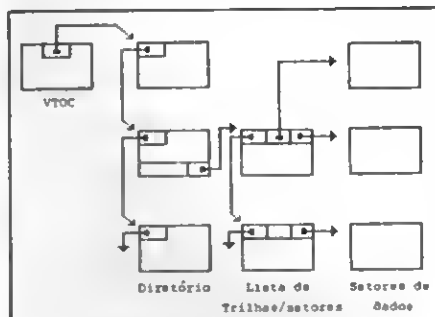 VTOC
Diretório Lista de Setores de
Trilhas/setores dados